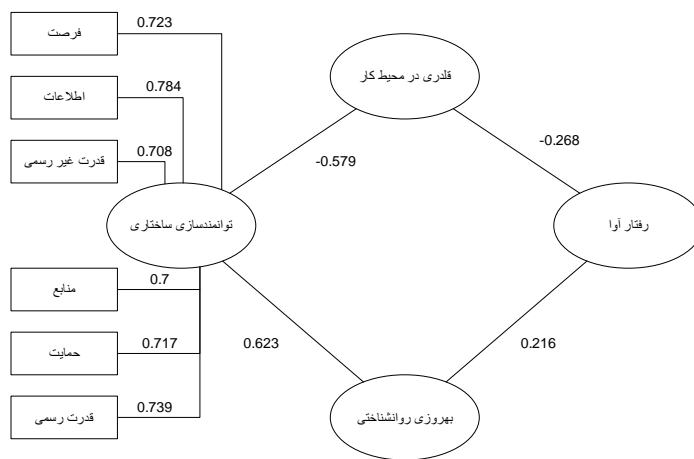 فرصت
0.723
اطلاعات
0.784
قدرت غیر رسمی
0.708
قلدری در محیط کار
-0.579
-0.268
توانمندسازی ساختاری
رفتار آوا
منابع
0.7
حمایت
0.717
قدرت رسمی
0.739
0.623
0.216
بهروزی روانشناختی